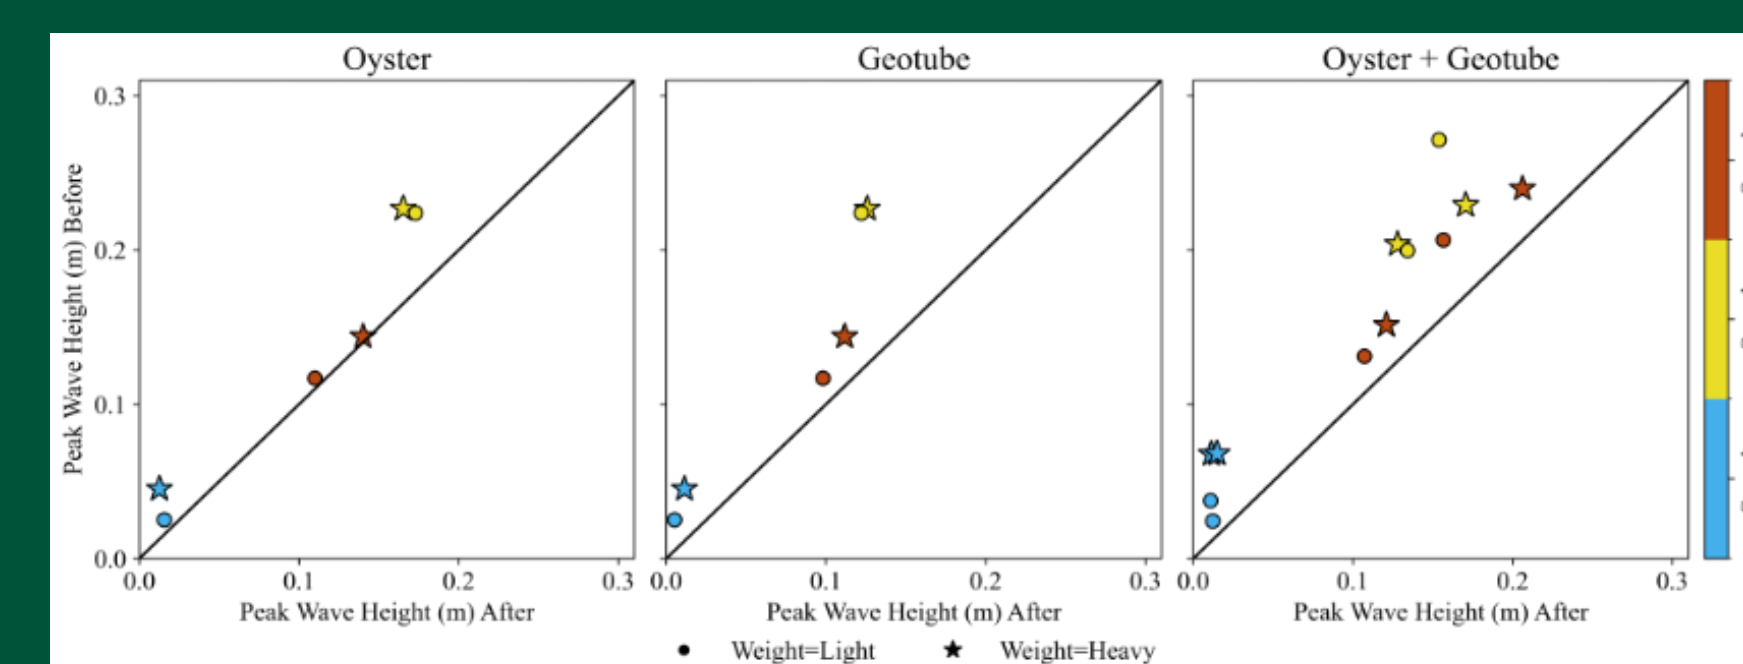 Oyster Geotube Oyster + Geotube
Peak Wave Height (m) Before
0.3
0.2
0.1
0.0
0.0 0.1 0.2 0.3 0.0 0.1 0.2 0.3 0.0 0.1 0.2 0.3
Peak Wave Height (m) After Peak Wave Height (m) After Peak Wave Height (m) After
Weight=Light Weight=Heavy